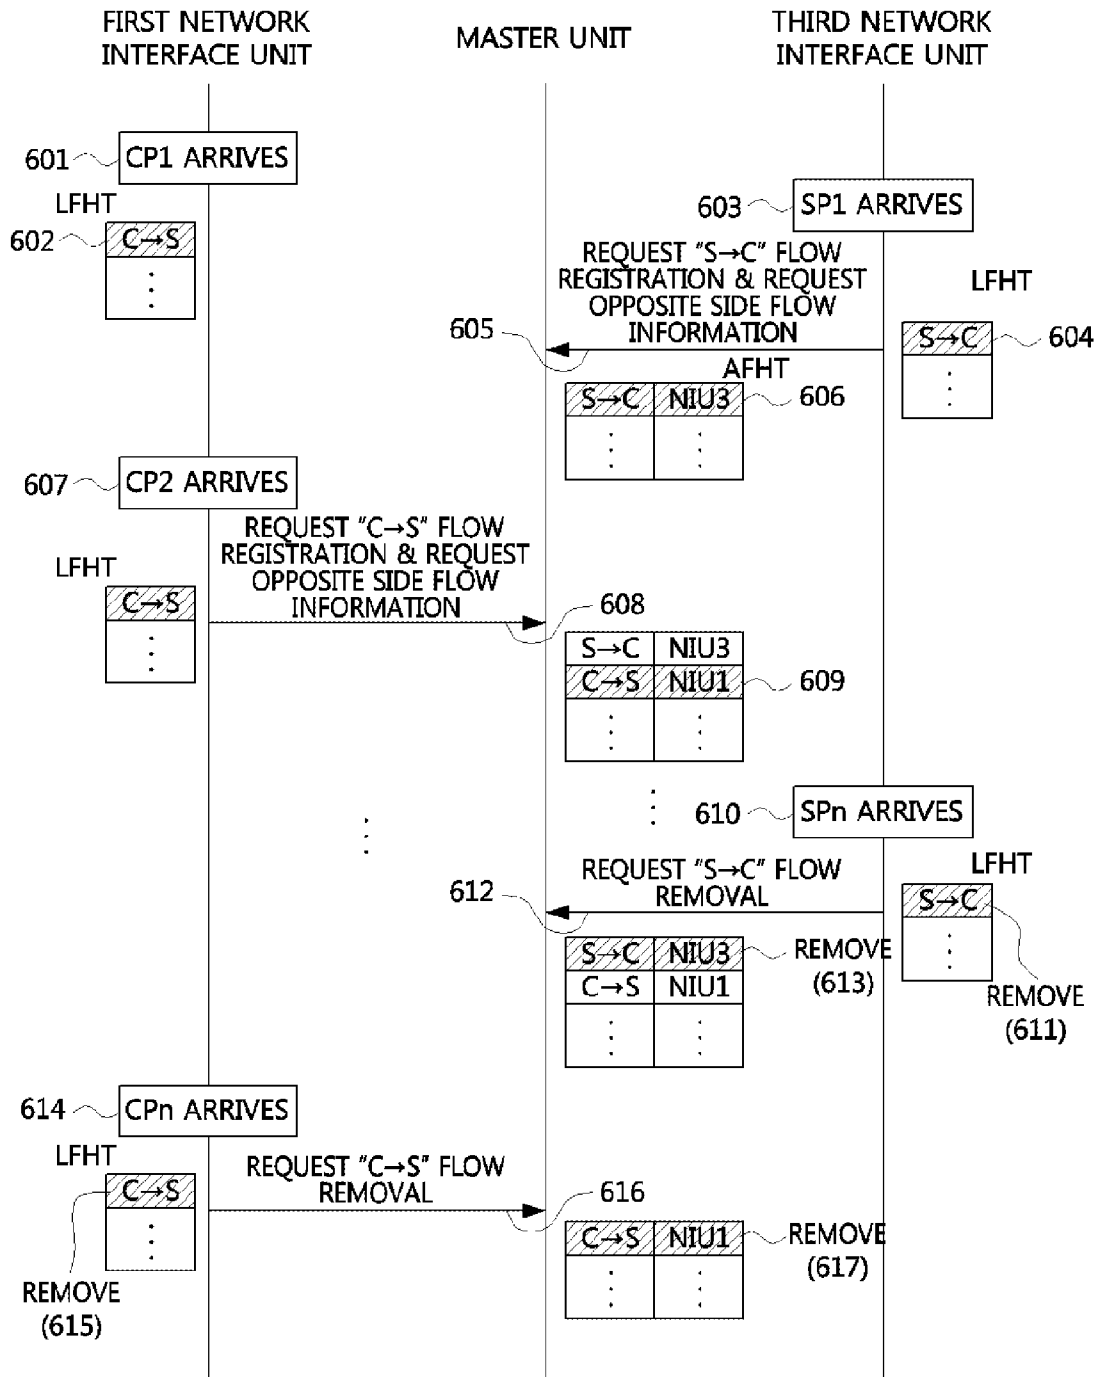 FIRST NETWORK
INTERFACE UNIT
MASTER UNIT
THIRD NETWORK
INTERFACE UNIT
601
CP1 ARRIVES
LFHT
602
C→S
603
SP1 ARRIVES
REQUEST "S→C" FLOW
REGISTRATION & REQUEST
OPPOSITE SIDE FLOW
INFORMATION
605
LFHT
S→C
604
AFHT
S→C NIU3
606
607
CP2 ARRIVES
REQUEST "C→S" FLOW
REGISTRATION & REQUEST
OPPOSITE SIDE FLOW
INFORMATION
LFHT
C→S
608
S→C NIU3
C→S NIU1
609
610
SPn ARRIVES
REQUEST "S→C" FLOW
REMOVAL
612
LFHT
S→C
REMOVE
(611)
S→C NIU3
C→S NIU1
REMOVE
(613)
614
CPn ARRIVES
LFHT
C→S
REMOVE
(615)
REQUEST "C→S" FLOW
REMOVAL
616
C→S NIU1
REMOVE
(617)